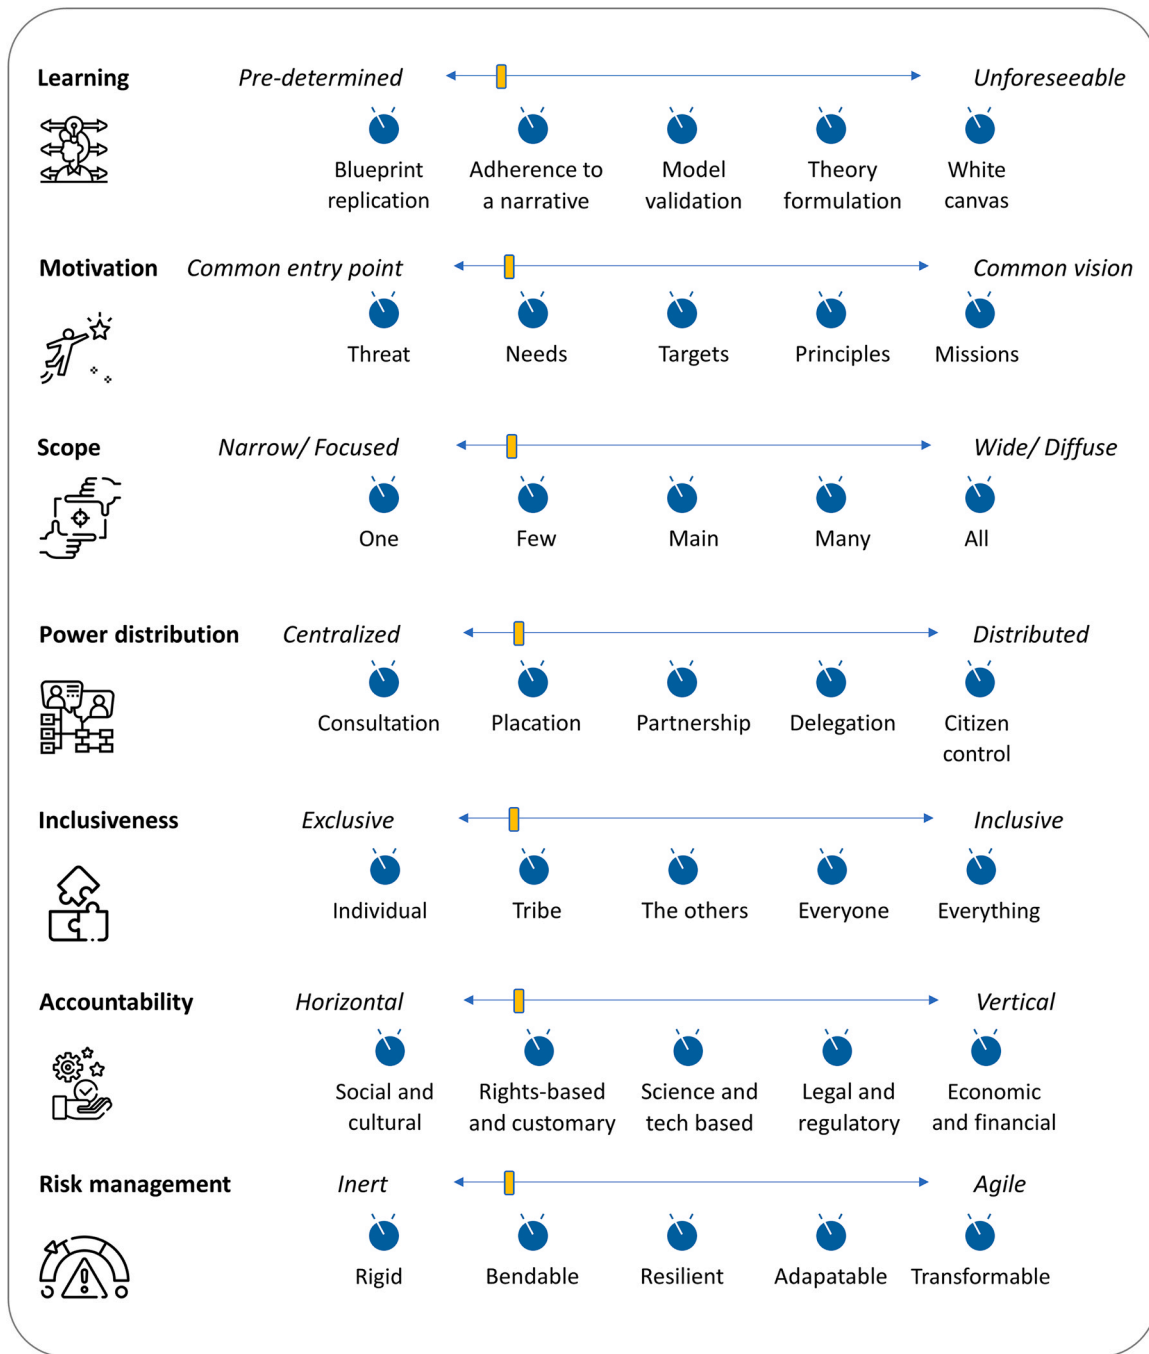 Learning Pre-determined Unforeseeable
Blueprint Adherence to Model Theory White
replication a narrative validation formulation canvas
Motivation Common entry point Common vision
Threat Needs Targets Principles Missions
Scope Narrow/ Focused Wide/ Diffuse
One Few Main Many All
Power distribution Centralized Distributed
Consultation Placation Partnership Delegation Citizen
control
Inclusiveness Exclusive Inclusive
Individual Tribe The others Everyone Everything
Accountability Horizontal Vertical
Social and Rights-based Science and Legal and Economic
cultural and customary tech based regulatory and financial
Risk management Inert Agile
Rigid Bendable Resilient Adapatable Transformable